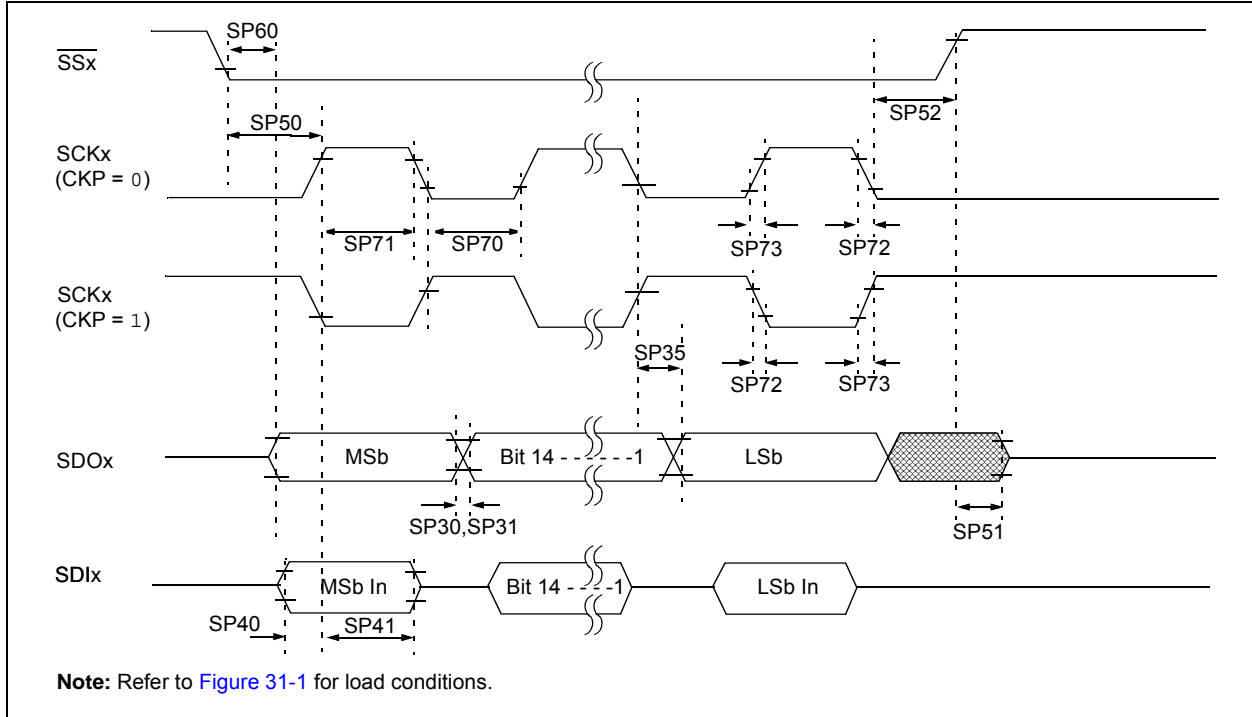 SP60
SSx
SP52
SP50
SCKx
(CKP = 0)
SP71
SP70
SP73
SP72
SCKx
(CKP = 1)
SP35
SP72
SP73
SDOx
MSb
Bit 14 - - - - - -1
LSb
SP30,SP31
SP51
SDIx
MSb In
Bit 14 - - - -1
LSb In
SP40
SP41
Note: Refer to Figure 31-1 for load conditions.